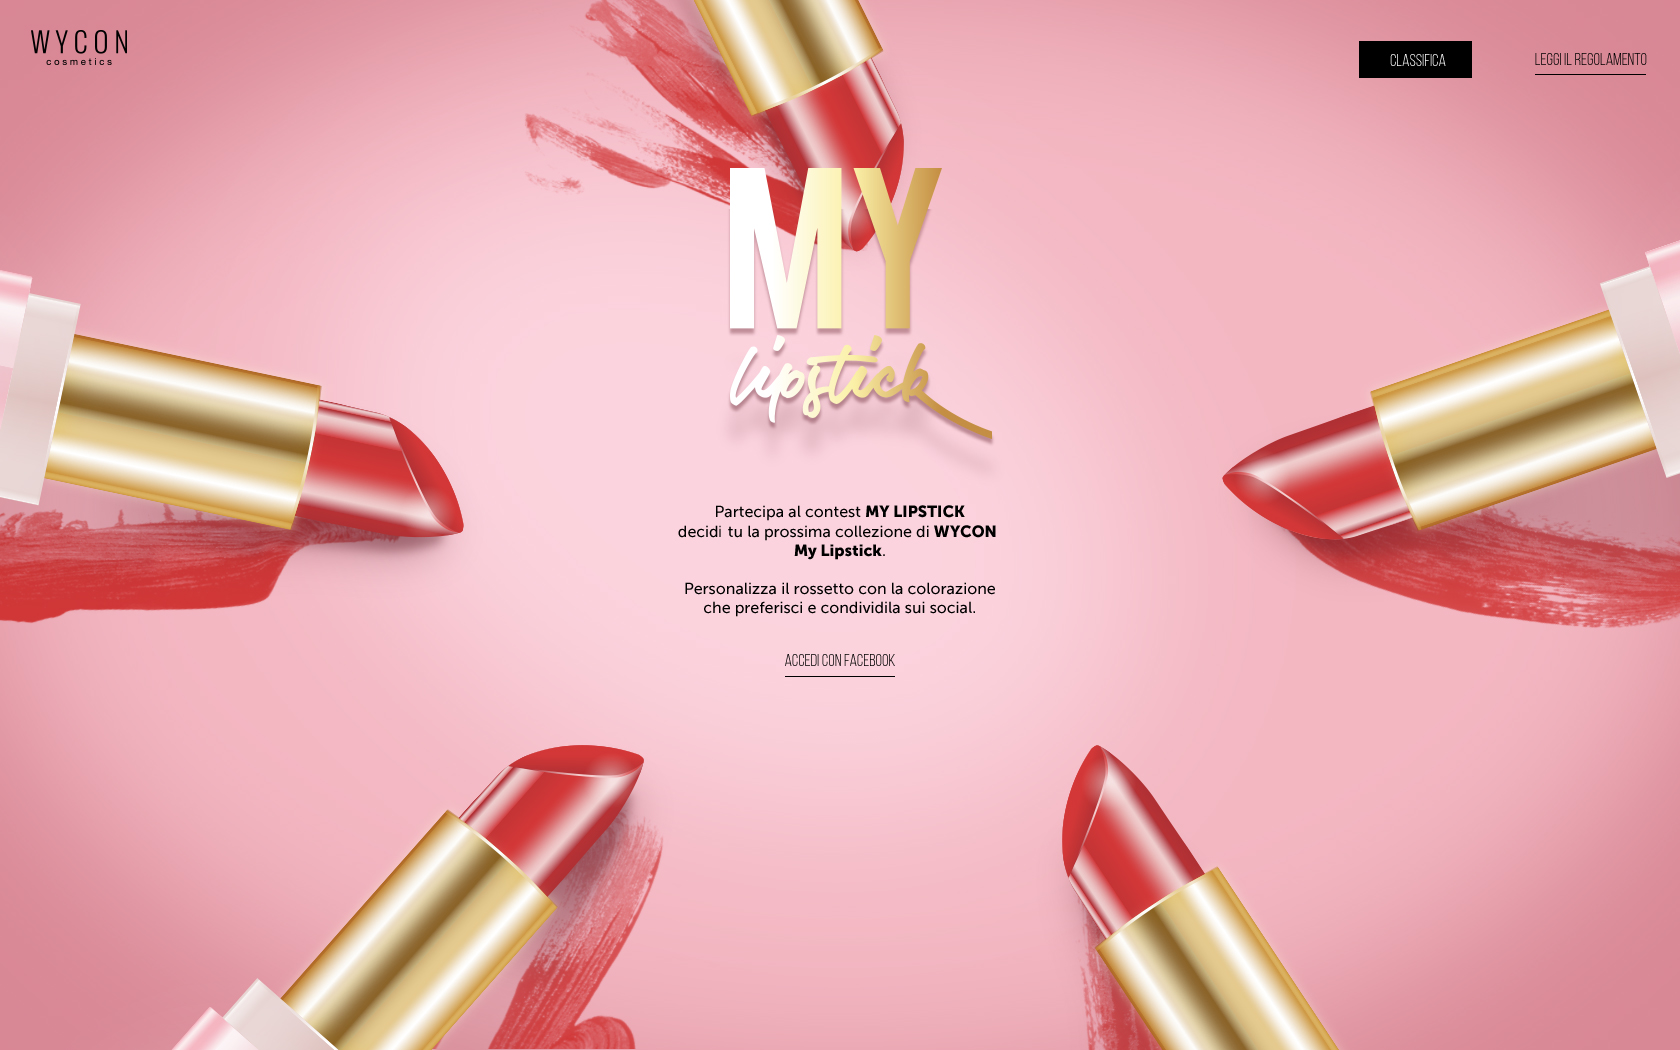 WYCON
cosmetics
CLASSIFICA
LEGGI IL REGOLAMENTO
MY
lipstick
Partecipa al contest MY LIPSTICK
decidi tu la prossima collezione di WYCON
My Lipstick.
Personalizza il rossetto con la colorazione
che preferisci e condividila sui social.
ACCEDI CON FACEBOOK